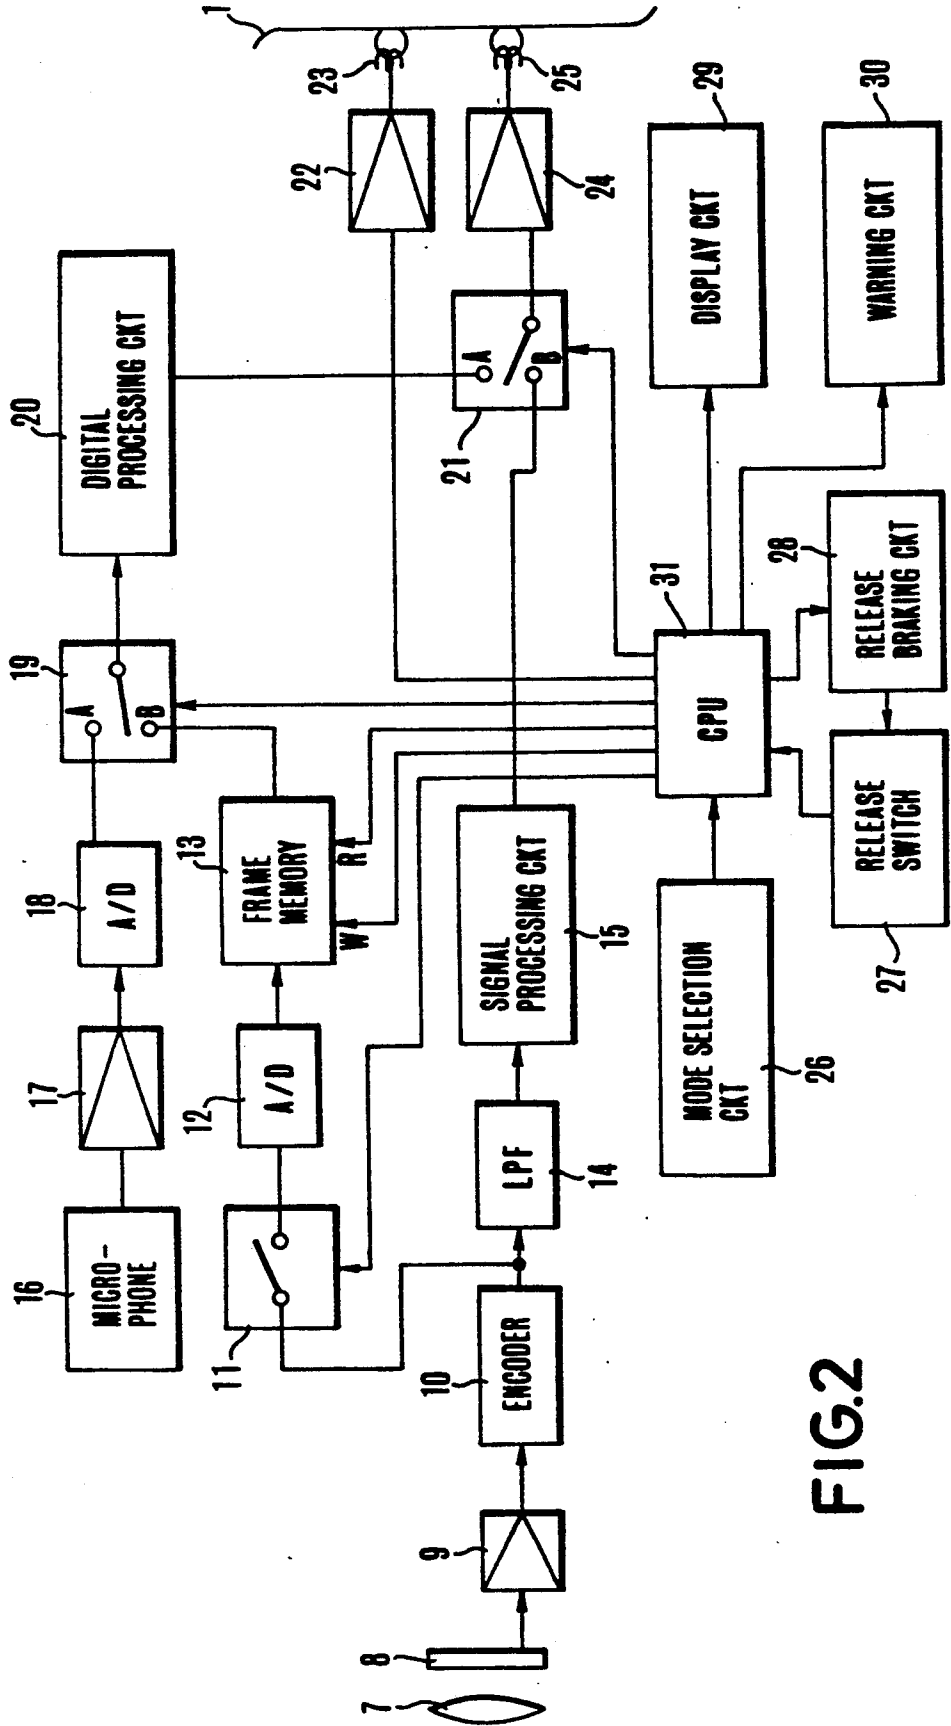 1
23
25
22
24
29
30
DISPLAY CKT
WARNING CKT
20
DIGITAL
PROCESSING CKT
21
A
B
19
A
B
31
CPU
28
RELEASE
BRAKING CKT
RELEASE
SWITCH
27
18
A/D
13
FRAME
MEMORY
R
W
SIGNAL
PROCESSING CKT
15
MODE SELECTION
CKT
26
17
12
A/D
LPF
14
16
MICRO-
PHONE
11
10
ENCODER
9
8
7
FIG.2